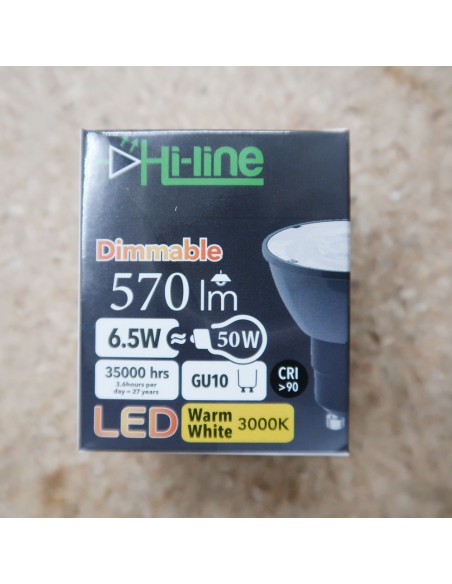 Hi-line
Dimmable
570 lm
6.5W ≈ 50W
35000 hrs
3.6hours per
day = 27 years
GU10
CRI
>90
LED
Warm
White
3000K